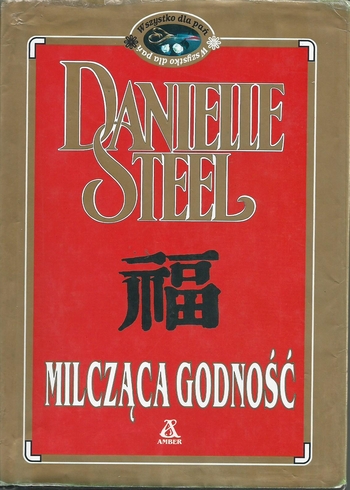 Wszystko dla pań
Wszystko dla pań
DANIELLE
STEEL
福
MILCZĄCA GODNOŚĆ
AMBER